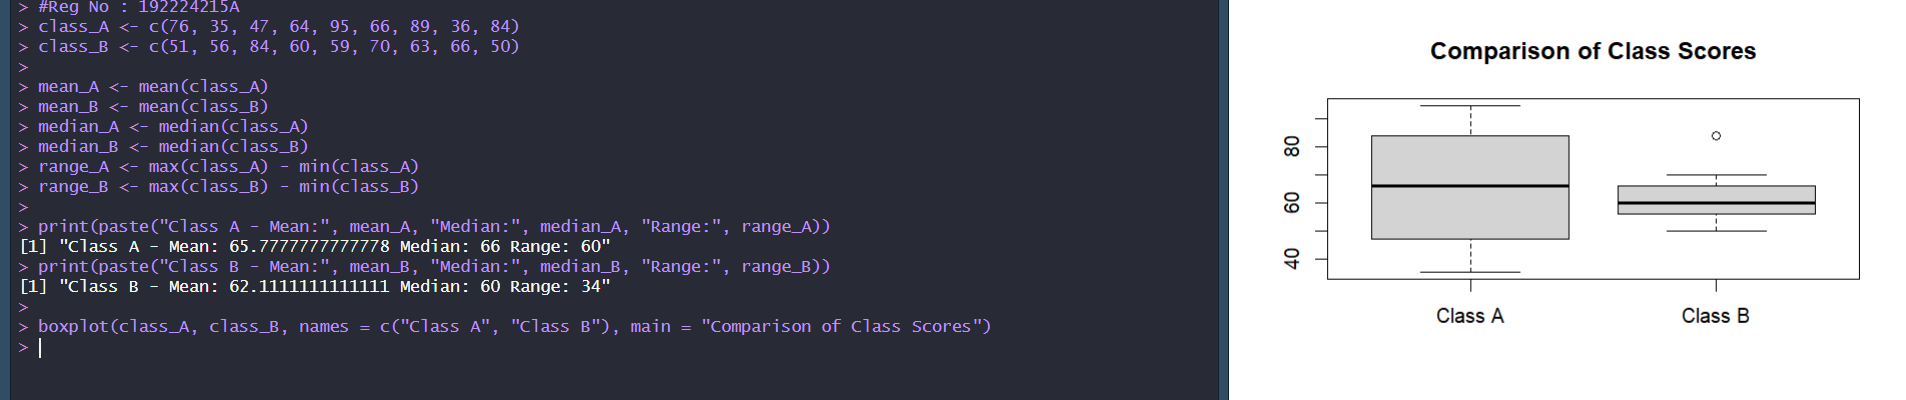 > #Reg No : 192224215A
> class_A <- c(76, 35, 47, 64, 95, 66, 89, 36, 84)
> class_B <- c(51, 56, 84, 60, 59, 70, 63, 66, 50)
>
> mean_A <- mean(class_A)
> mean_B <- mean(class_B)
> median_A <- median(class_A)
> median_B <- median(class_B)
> range_A <- max(class_A) - min(class_A)
> range_B <- max(class_B) - min(class_B)
>
> print(paste("Class A - Mean:", mean_A, "Median:", median_A, "Range:", range_A))
[1] "Class A - Mean: 65.7777777777778 Median: 66 Range: 60"
> print(paste("Class B - Mean:", mean_B, "Median:", median_B, "Range:", range_B))
[1] "Class B - Mean: 62.1111111111111 Median: 60 Range: 34"
>
> boxplot(class_A, class_B, names = c("Class A", "Class B"), main = "Comparison of Class Scores")
>
Comparison of Class Scores
80
60
40
Class A
Class B